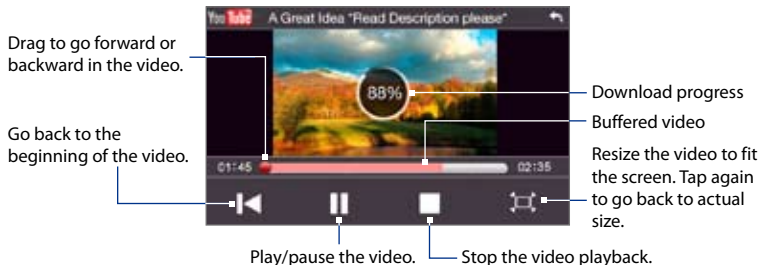 You Tube A Great Idea "Read Description please"
Drag to go forward or
backward in the video.
88%
Download progress
Buffered video
Go back to the
beginning of the video.
01:45
02:35
Resize the video to fit
the screen. Tap again
to go back to actual
size.
Play/pause the video.
Stop the video playback.